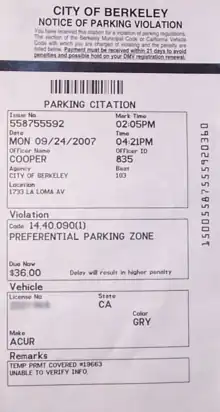 CITY OF BERKELEY
NOTICE OF PARKING VIOLATION
You have received this citation for a violation of parking regulations.
The section of the Berkeley Municipal Code or California Vehicle
Code with which you are charged of violating and the penalty are
listed below. Payment must be received within 21 days to avoid
penalties and possible hold on your DMV registration renewal.
PARKING CITATION
Issue No. Mark Time
558755592 02:05PM
Date Time
MON 09/24/2007 04:21PM
Officer Name Officer ID
COOPER 835
Agency Beat
CITY OF BERKELEY 103
Location
1733 LA LOMA AV
Violation
Code 14.40.090(1)
PREFERENTIAL PARKING ZONE
Due Now
$36.00 Delay will result in higher penalty
Vehicle
License No State
CA
Color
GRY
Make
ACUR
Remarks
TEMP PRMT COVERED #19663
UNABLE TO VERIFY INFO